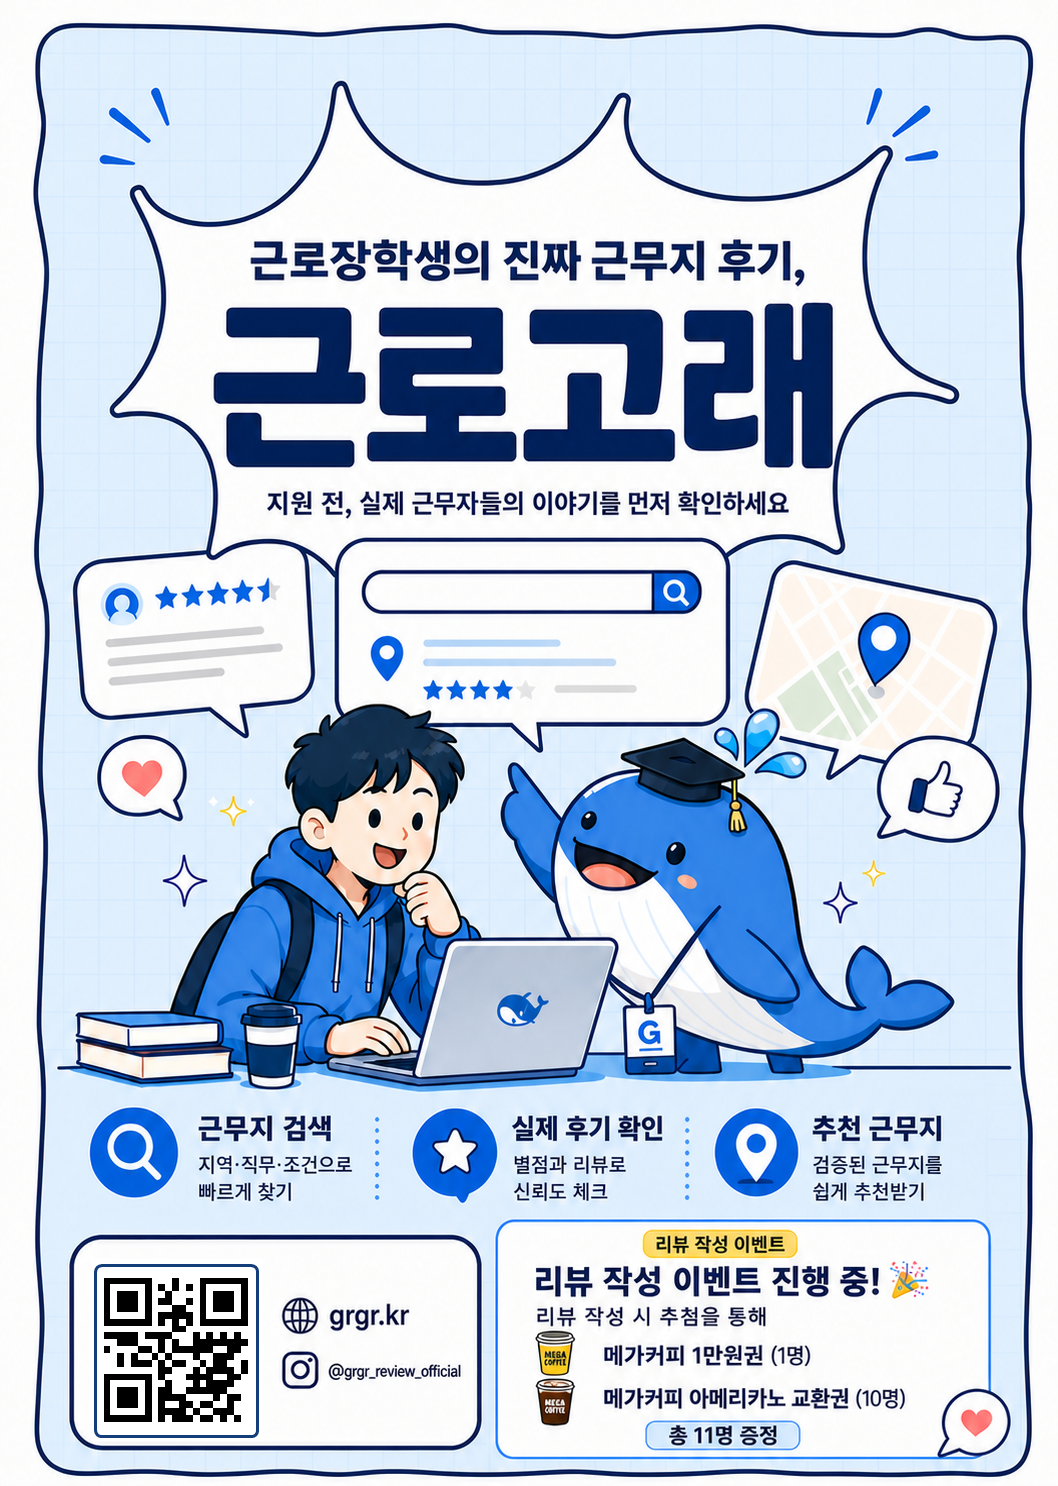 근로장학생의 진짜 근무지 후기,
근로고래
지원 전, 실제 근무자들의 이야기를 먼저 확인하세요
G
근무지 검색
지역·직무·조건으로
빠르게 찾기
실제 후기 확인
별점과 리뷰로
신뢰도 체크
추천 근무지
검증된 근무지를
쉽게 추천받기
grgr.kr
@grgr_review_official
리뷰 작성 이벤트
리뷰 작성 이벤트 진행 중!
리뷰 작성 시 추첨을 통해
MEGA
COFFEE
메가커피 1만원권 (1명)
MEGA
COFFEE
메가커피 아메리카노 교환권 (10명)
총 11명 증정